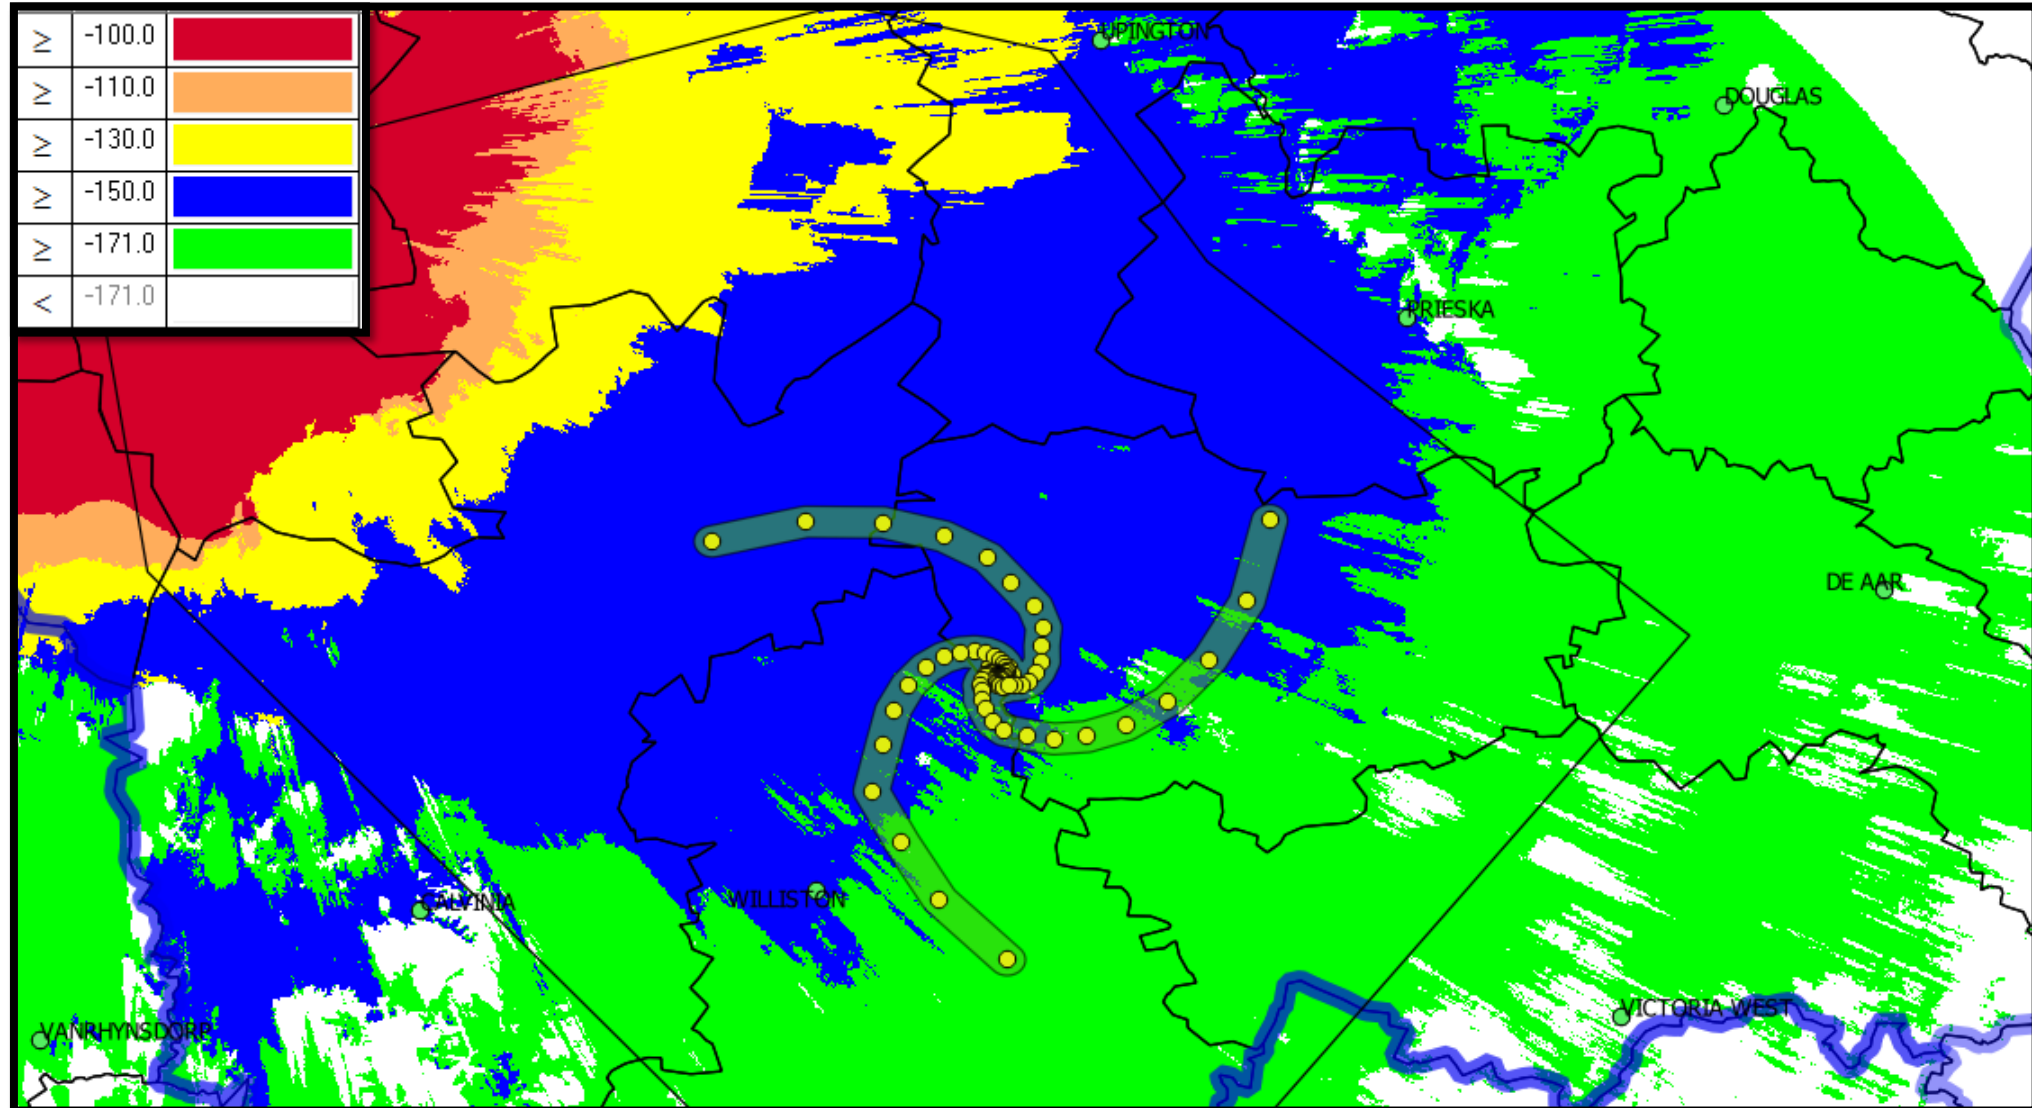 ≥ -100.0
≥ -110.0
≥ -130.0
≥ -150.0
≥ -171.0
< -171.0
UPINGTON
DOUGLAS
PRIESKA
DE AAR
WILLISTON
CALVINIA
VICTORIA WEST
VANRHYNSDORP